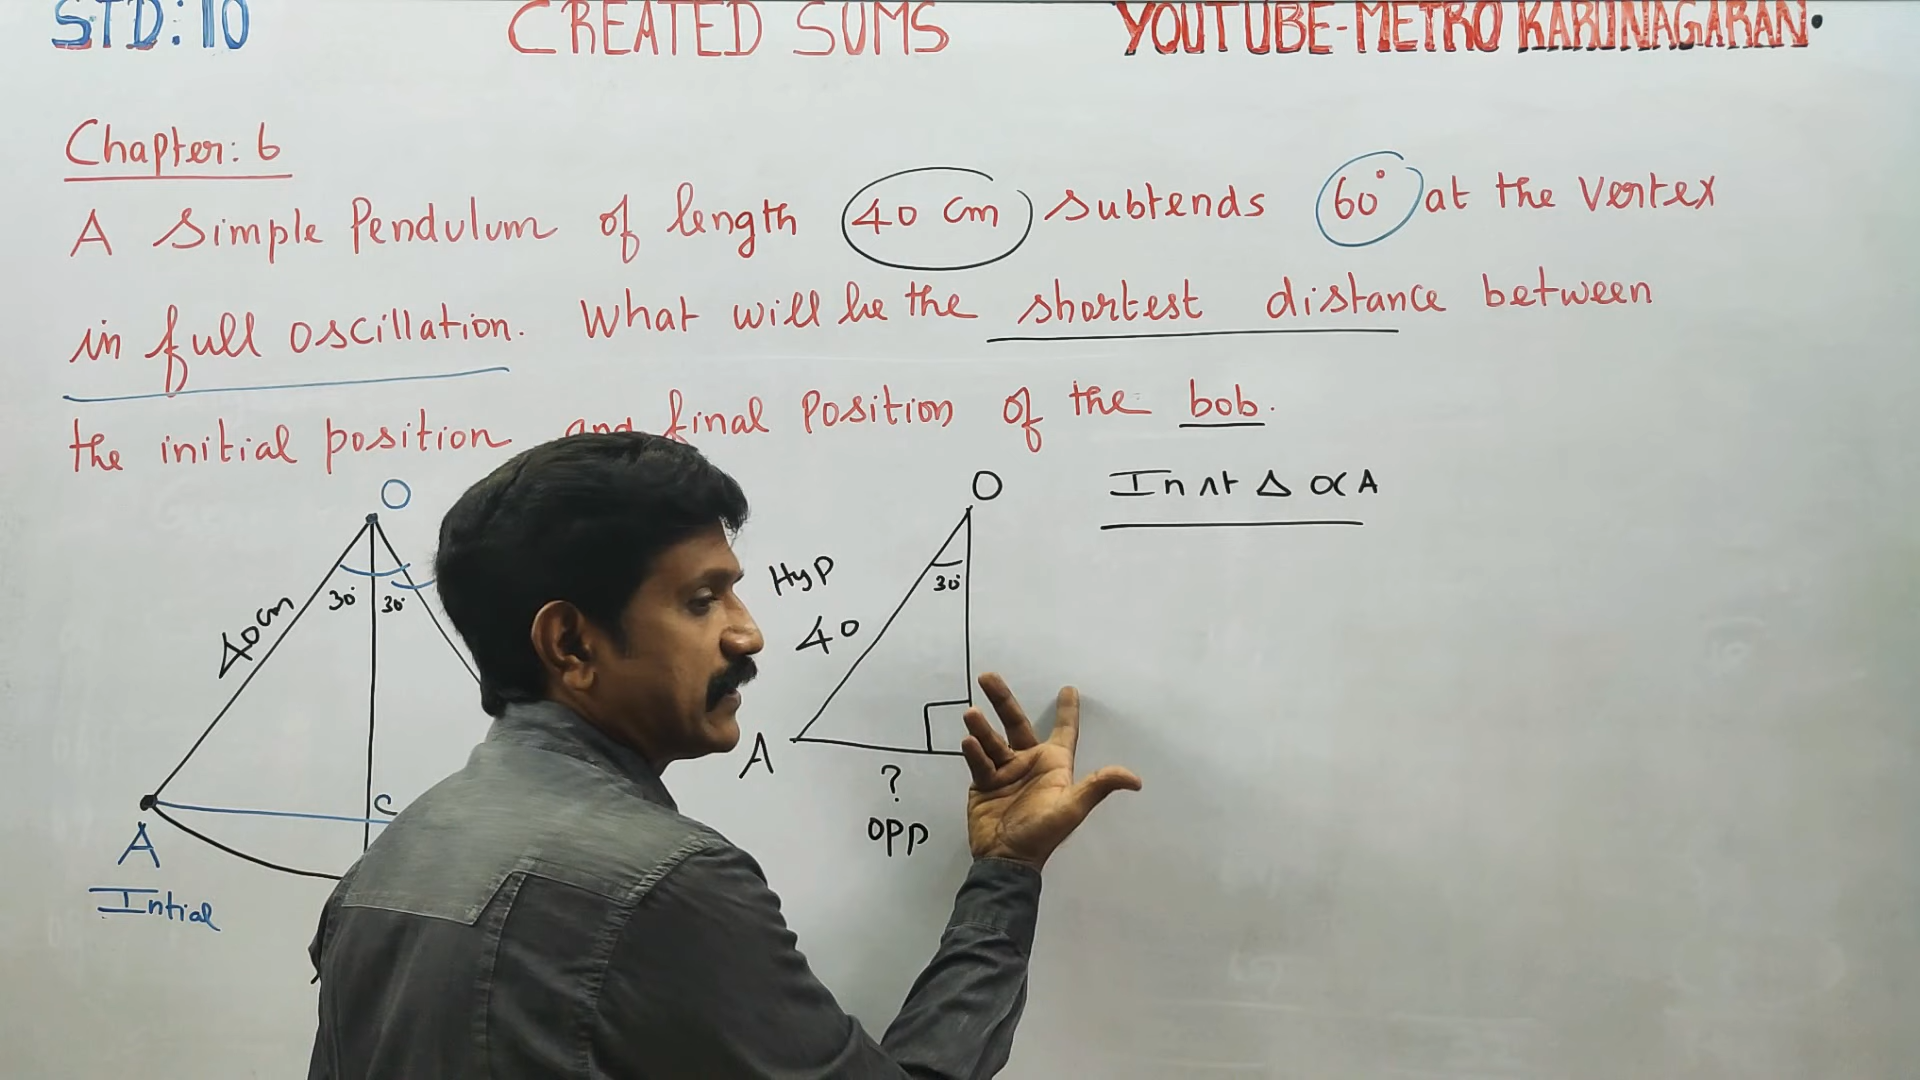 STD: 10 CREATED SUMS YOUTUBE-METRO KARUNAGARAN.
Chapter: 6
A Simple Pendulum of length 40 cm subtends 60° at the vertex
in full oscillation. What will be the shortest distance between
the initial position and final Position of the bob.
O
30° 30°
40cm
A
C
Intial
O
30°
Hyp
40
A
?
opp
In rt Δ OCA